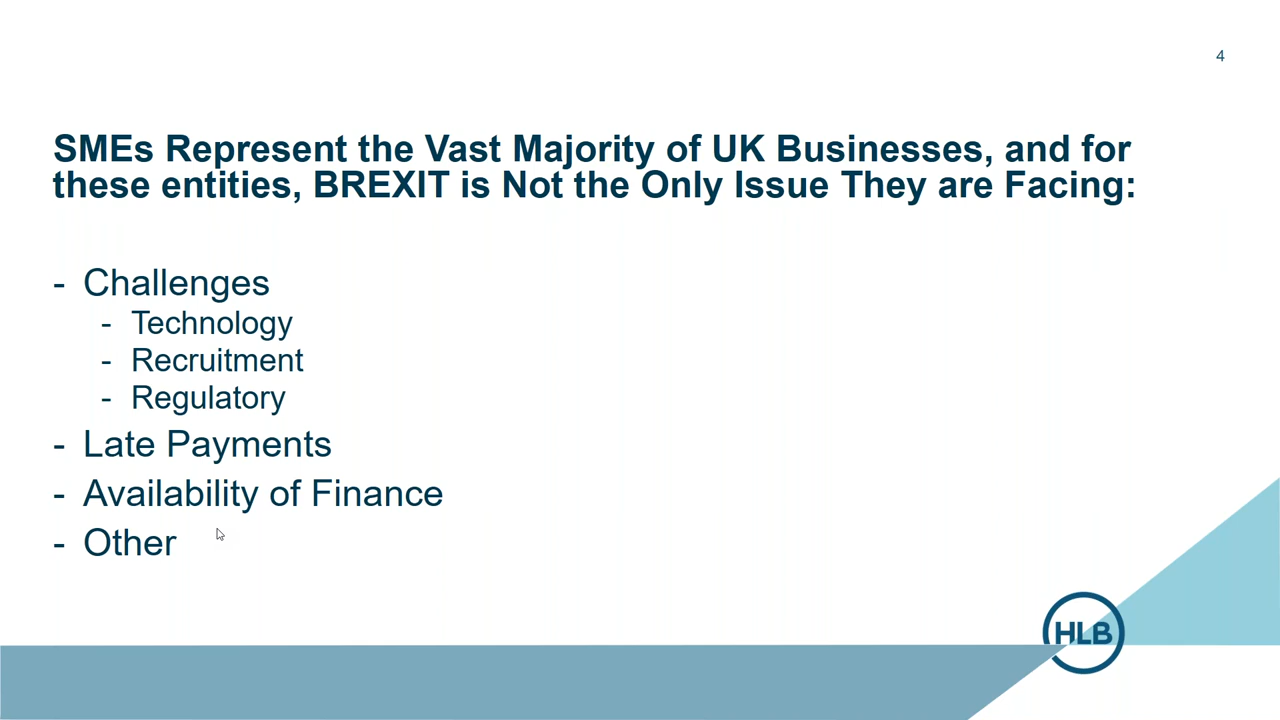 4
SMEs Represent the Vast Majority of UK Businesses, and for
these entities, BREXIT is Not the Only Issue They are Facing:
- Challenges
- Technology
- Recruitment
- Regulatory
- Late Payments
- Availability of Finance
- Other
HLB